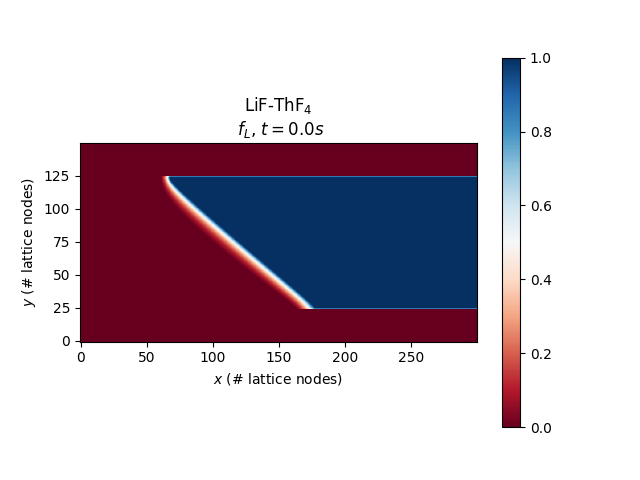 LiF-ThF₄
f_L, t = 0.0s
1.0
0.8
0.6
0.4
0.2
0.0
125
100
75
50
25
0
y (# lattice nodes)
0 50 100 150 200 250
x (# lattice nodes)